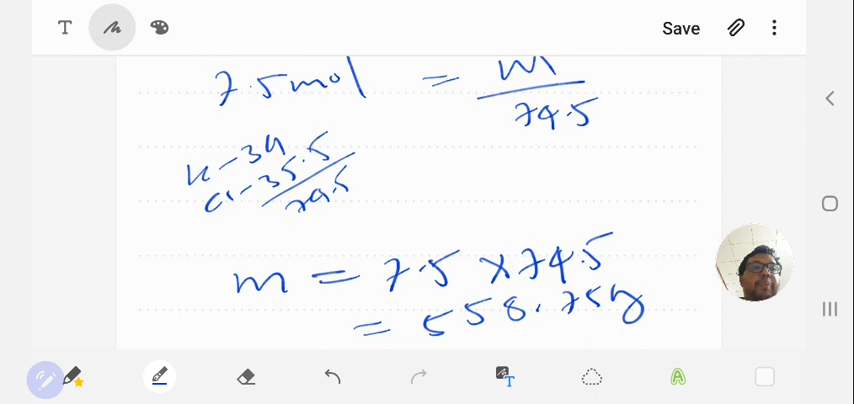 T
Save
7.5mol = m
74.5
K - 39
Cl - 35.5
74.5
m = 7.5 × 74.5
= 558.75g
T
A